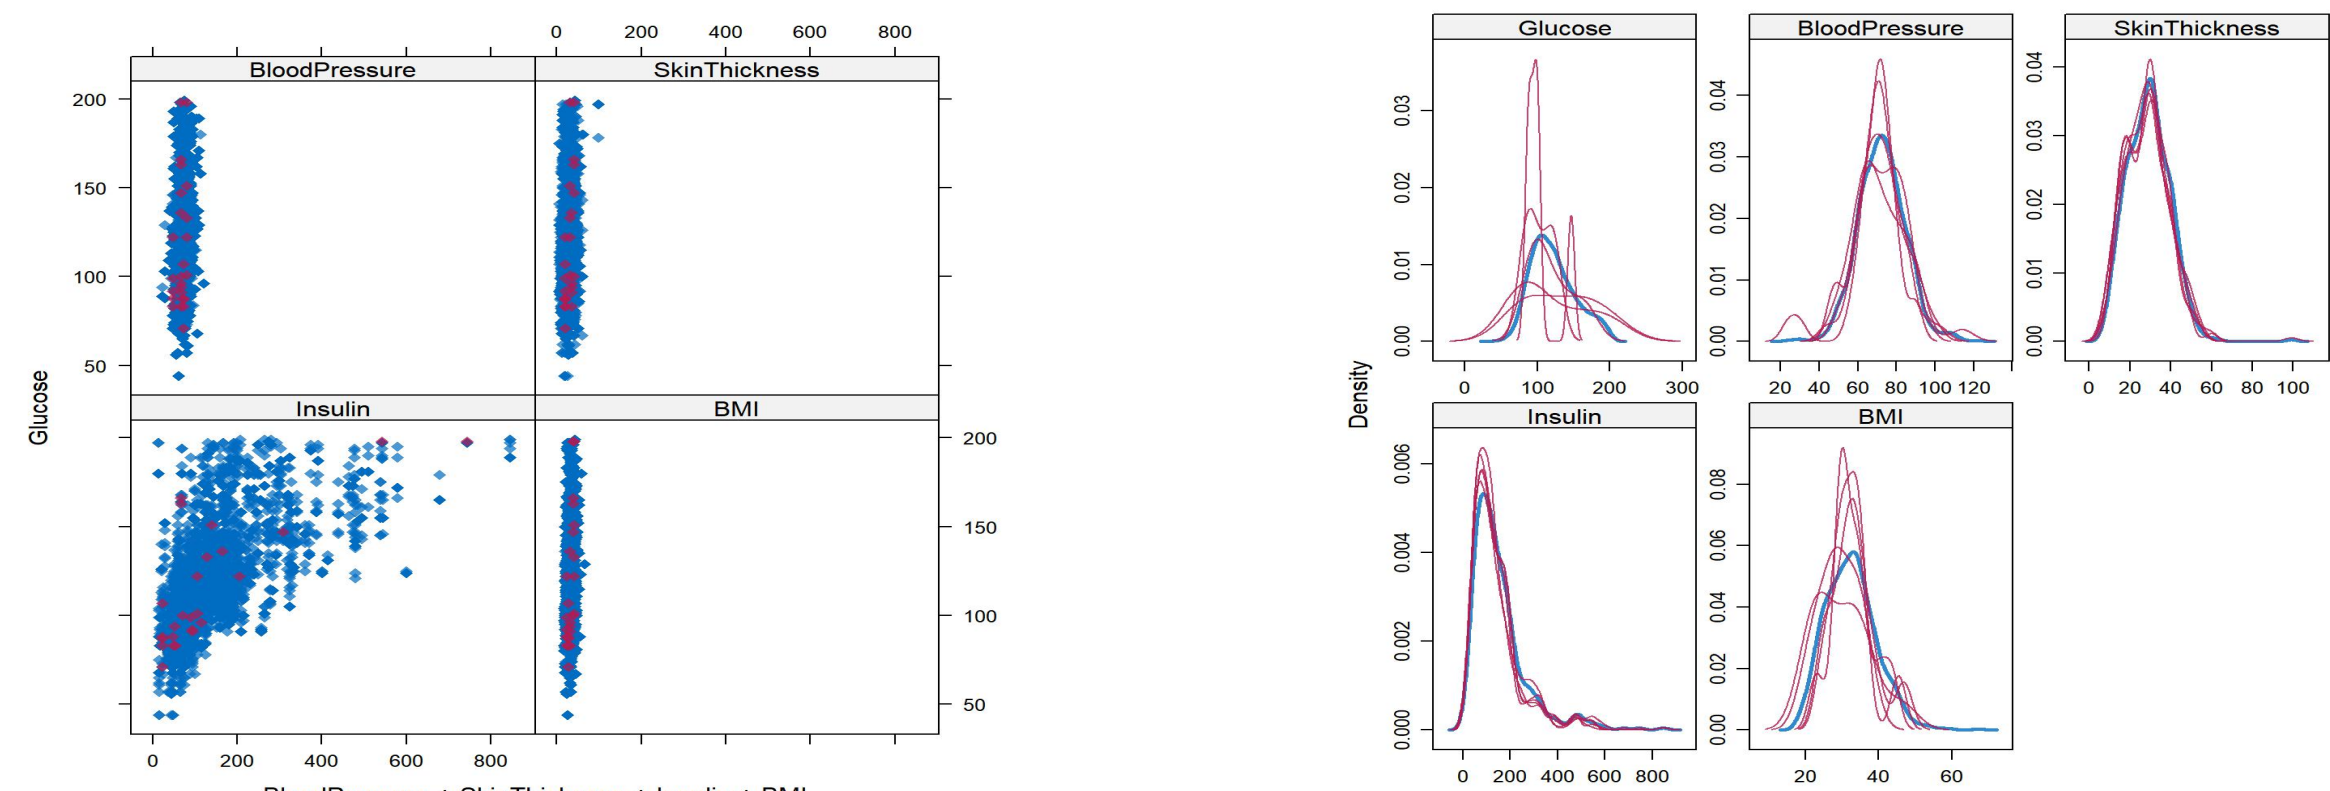 0 200 400 600 800
BloodPressure SkinThickness
200
150
100
50
Glucose
Insulin BMI
200
150
100
50
0 200 400 600 800
Glucose BloodPressure SkinThickness
0.00 0.01 0.02 0.03
0.00 0.01 0.02 0.03 0.04
0.00 0.01 0.02 0.03 0.04
0 100 200 300
20 40 60 80 100 120
0 20 40 60 80 100
Density
Insulin BMI
0.000 0.002 0.004 0.006
0.00 0.02 0.04 0.06 0.08
0 200 400 600 800
20 40 60